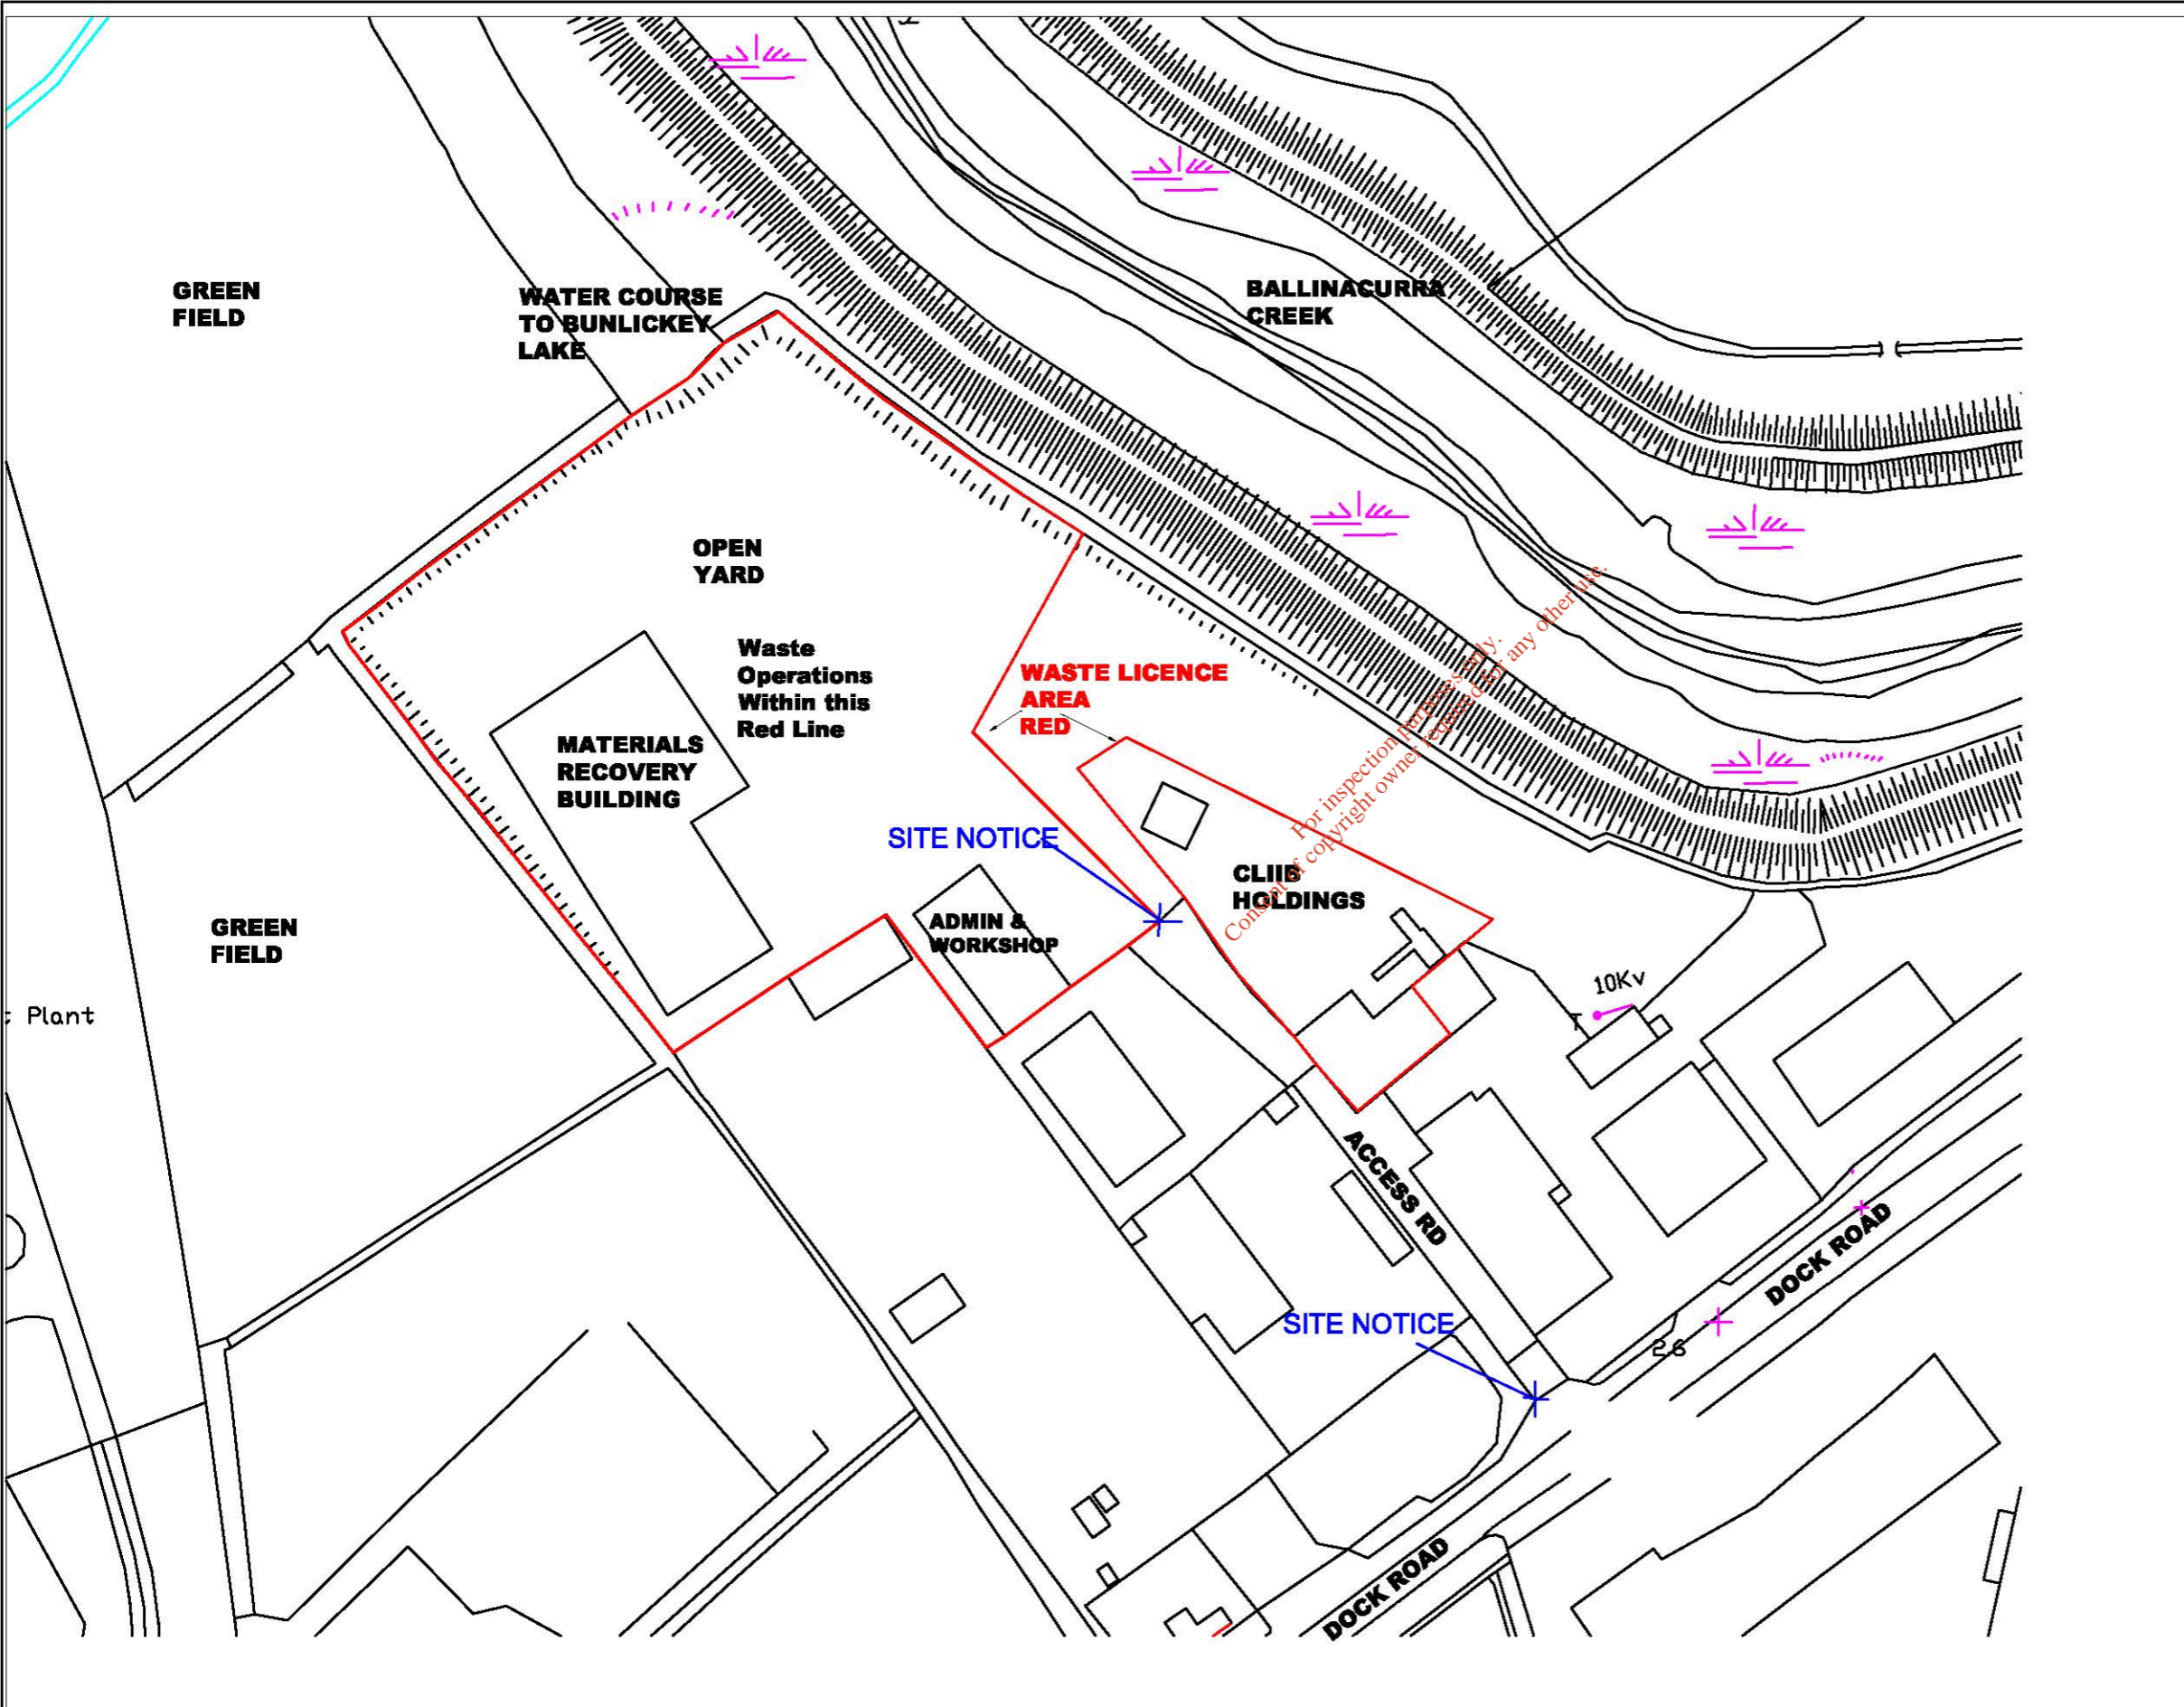 GREEN
FIELD
WATER COURSE
TO BUNLICKEY
LAKE
BALLINACURRA
CREEK
OPEN
YARD
Waste
Operations
Within this
Red Line
WASTE LICENCE
AREA
RED
MATERIALS
RECOVERY
BUILDING
SITE NOTICE
CLIIB
HOLDINGS
For inspection purposes only.
Consent of copyright owner required for any other use.
GREEN
FIELD
ADMIN &
WORKSHOP
10Kv
T
Plant
ACCESS RD
DOCK ROAD
SITE NOTICE
2.6
DOCK ROAD